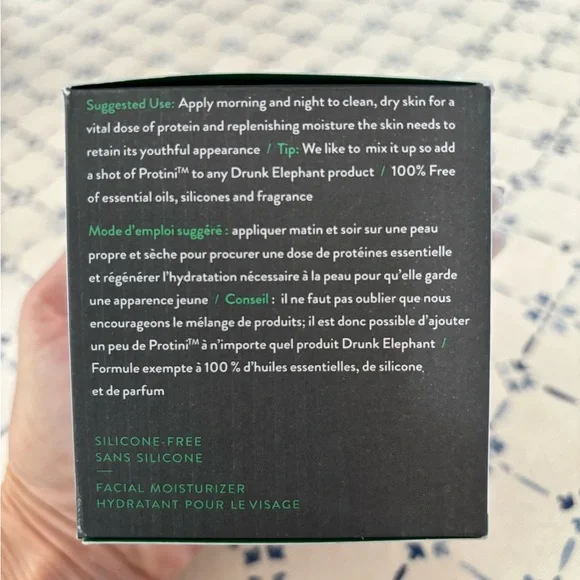 Suggested Use: Apply morning and night to clean, dry skin for a
vital dose of protein and replenishing moisture the skin needs to
retain its youthful appearance / Tip: We like to mix it up so add
a shot of Protini™ to any Drunk Elephant product / 100% Free
of essential oils, silicones and fragrance
Mode d'emploi suggéré : appliquer matin et soir sur une peau
propre et sèche pour procurer une dose de protéines essentielle
et régénérer l'hydratation nécessaire à la peau pour qu'elle garde
une apparence jeune / Conseil : il ne faut pas oublier que nous
encourageons le mélange de produits; il est donc possible d'ajouter
un peu de Protini™ à n'importe quel produit Drunk Elephant /
Formule exempte à 100 % d'huiles essentielles, de silicone,
et de parfum
SILICONE-FREE
SANS SILICONE
FACIAL MOISTURIZER
HYDRATANT POUR LE VISAGE